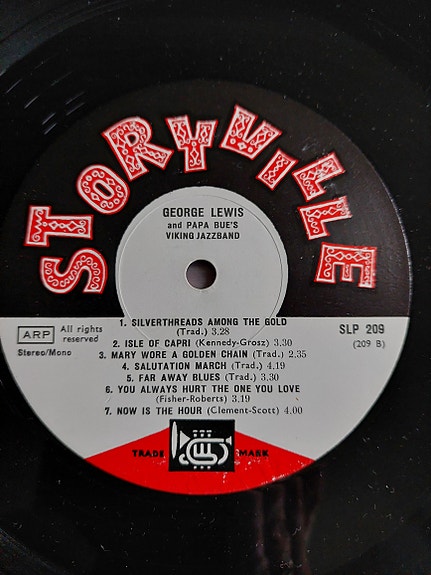 STORYVILLE
GEORGE LEWIS
and PAPA BUE'S
VIKING JAZZBAND
1. SILVERTHREADS AMONG THE GOLD
(Trad.) 3.28
2. ISLE OF CAPRI (Kennedy-Grosz) 3.30
3. MARY WORE A GOLDEN CHAIN (Trad.) 2.35
4. SALUTATION MARCH (Trad.) 4.19
5. FAR AWAY BLUES (Trad.) 3.30
6. YOU ALWAYS HURT THE ONE YOU LOVE
(Fisher-Roberts) 3.19
7. NOW IS THE HOUR (Clement-Scott) 4.00
ARP
All rights
reserved
Stereo/Mono
SLP 209
(209 B)
TRADE MARK